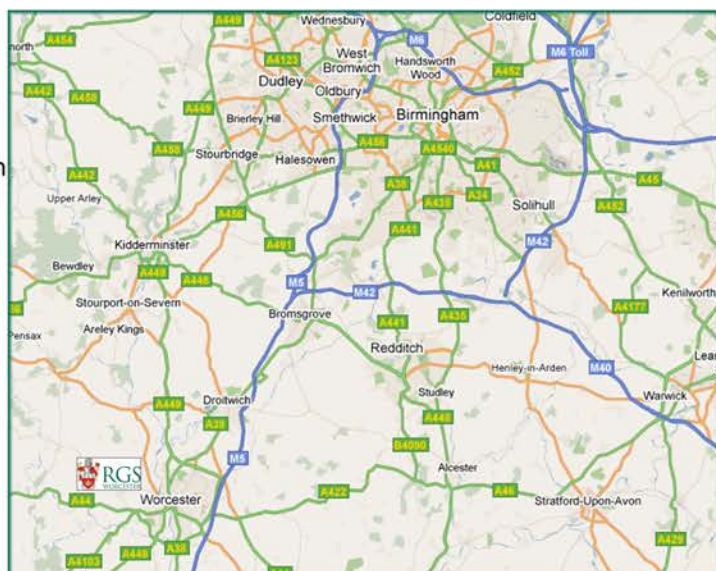 A449
Wednesbury
Coldfield
A454
M6
M6 Toll
north
A4123
West
Bromwich
Handsworth
Wood
A452
Dudley
Oldbury
A442
A458
A449
Brierley Hill
Smethwick
Birmingham
A458
Stourbridge
Halesowen
A456
A4540
A41
n
A442
A38
A34
A45
Upper Arley
A456
A435
Solihull
A452
A441
Kidderminster
A491
M42
Bewdley
A449
A448
M5
M42
Kenilworth
Stourport-on-Severn
Bromsgrove
A4177
Areley Kings
A441
A435
Pensax
Redditch
M40
Lea
Henley-in-Arden
Studley
Warwick
Droitwich
A449
A38
A448
B4090
M5
Alcester
RGS
WORCESTER
A44
Worcester
A422
A46
Stratford-Upon-Avon
A429
A4103
A38